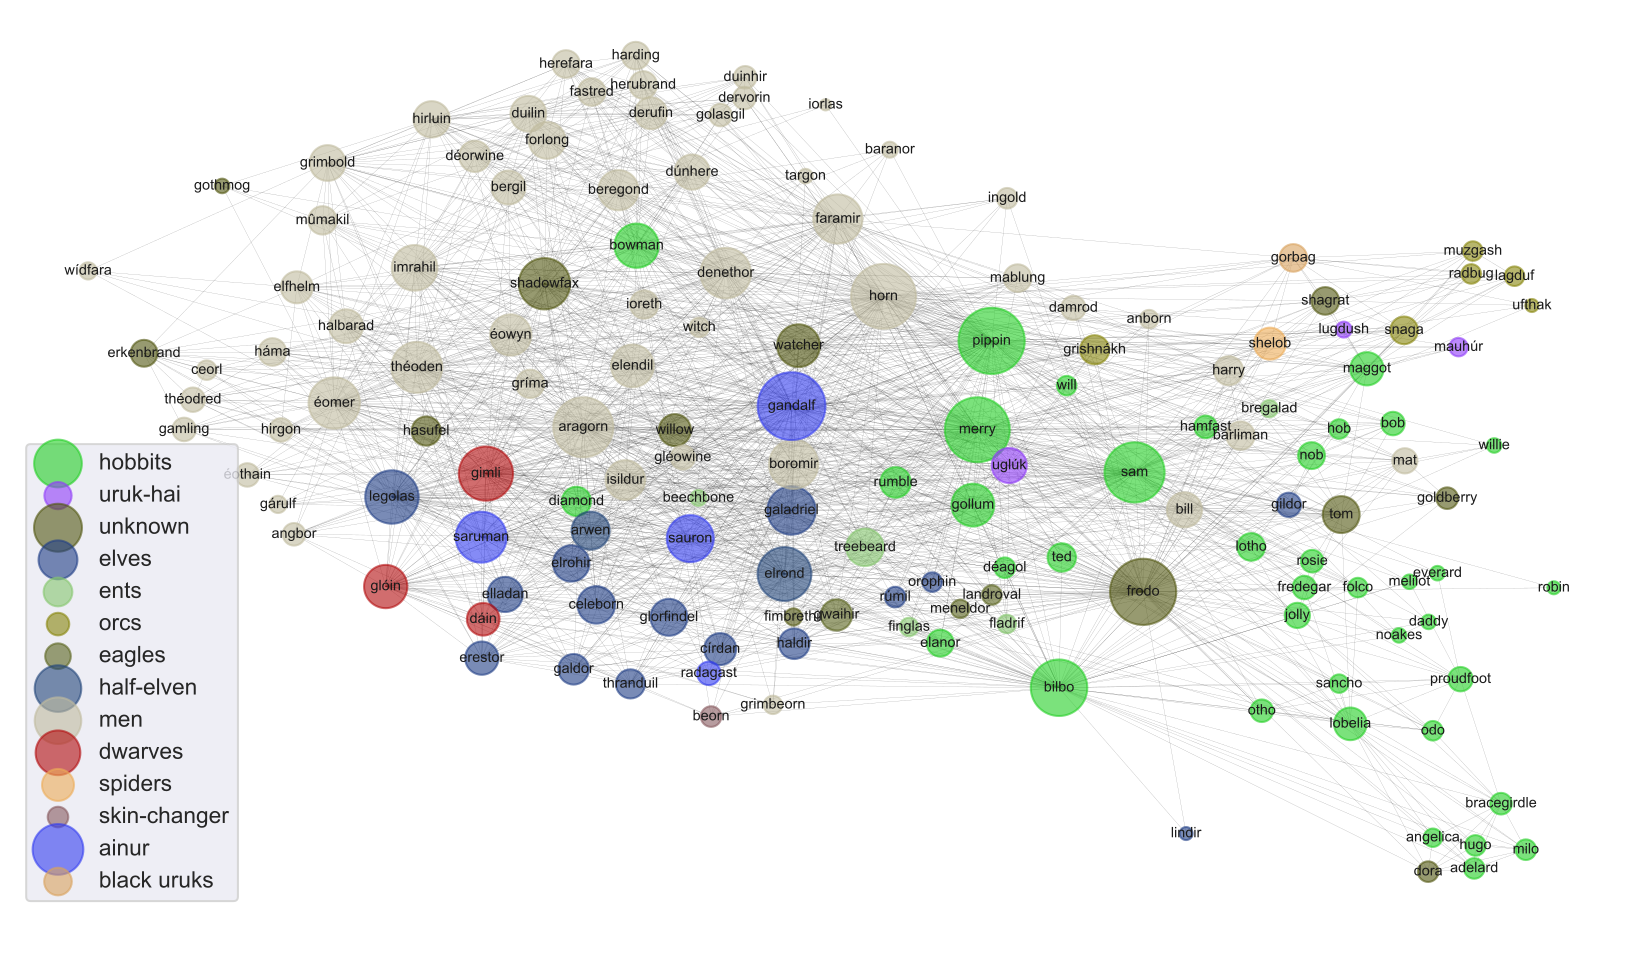 harding
herefara
duinhir
herubrand
fastred
dervorin
iorlas
duilin
derufin
golasgil
hirluin
forlong
baranor
déorwine
grimbold
dúnhere
targon
gothmog
bergil
beregond
ingold
mûmakil
faramir
bowman
muzgash
gorbag
wídfara
imrahil
denethor
radbug
lagduf
mablung
shadowfax
elfhelm
horn
shagrat
ioreth
ufthak
damrod
anborn
halbarad
witch
lugdush
snaga
éowyn
pippin
watcher
shelob
mauhúr
háma
erkenbrand
grishnákh
théoden
elendil
ceorl
harry
maggot
gríma
will
théodred
éomer
gandalf
bregalad
aragorn
hamfast
bob
gamling
hirgon
hasufel
willow
merry
barliman
hob
willie
gléowine
nob
mat
hobbits
éothain
gimli
isildur
boromir
uglúk
sam
rumble
uruk-hai
legolas
beechbone
goldberry
gárulf
diamond
galadriel
gollum
bill
gildor
tom
unknown
angbor
arwen
saruman
sauron
treebeard
lotho
elves
elrohir
déagol
ted
rosie
elrond
everard
ents
glóin
orophin
fredegar
folco
melilot
robin
elladan
rúmil
landroval
frodo
celeborn
meneldor
orcs
dáin
glorfindel
fimbrethil
gwaihir
finglas
fladrif
jolly
daddy
noakes
eagles
erestor
círdan
haldir
elanor
galdor
radagast
thranduil
bilbo
sancho
proudfoot
half-elven
grimbeorn
men
beorn
otho
lobelia
odo
dwarves
spiders
bracegirdle
skin-changer
lindir
angelica
hugo
milo
ainur
adelard
dora
black uruks